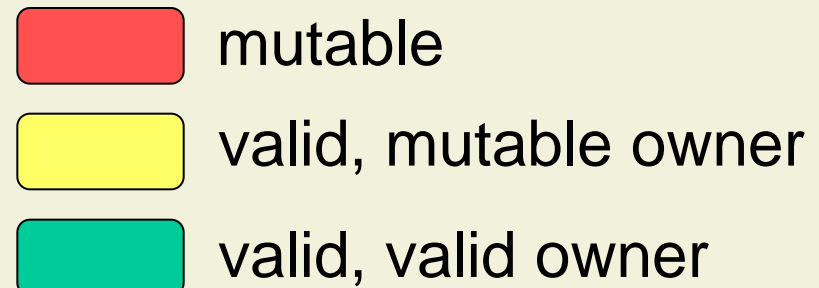 mutable
valid, mutable owner
valid, valid owner